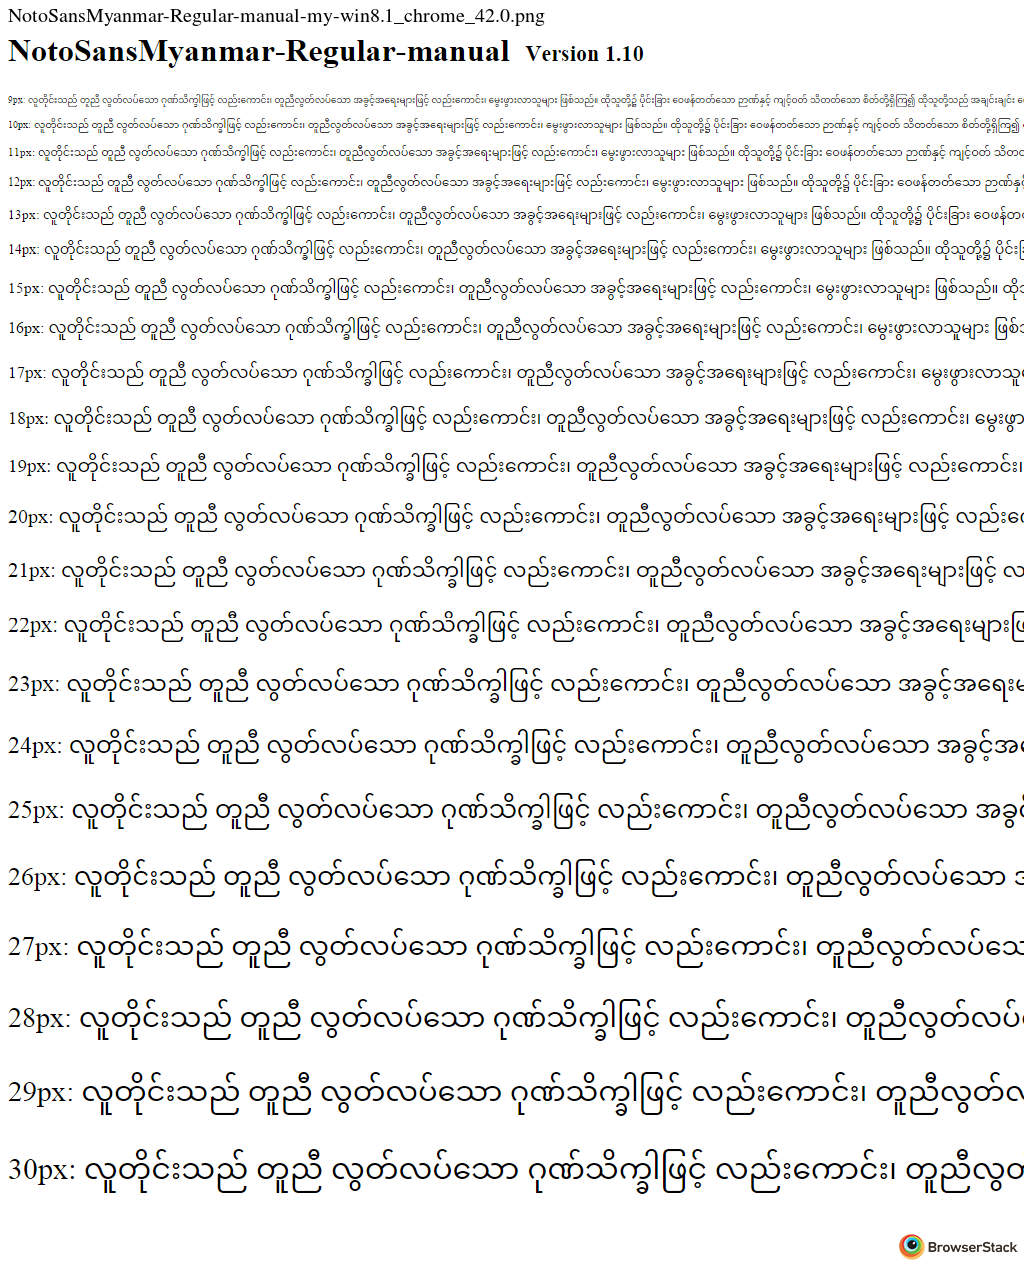 NotoSansMyanmar-Regular-manual-my-win8.1_chrome_42.0.png
NotoSansMyanmar-Regular-manual Version 1.10
9px: လူတိုင်းသည် တူညီ လွတ်လပ်သော ဂုဏ်သိက္ခါဖြင့် လည်းကောင်း၊ တူညီလွတ်လပ်သော အခွင့်အရေးများဖြင့် လည်းကောင်း၊ မွေးဖွားလာသူများ ဖြစ်သည်။ ထိုသူတို့၌ ပိုင်းခြား ဝေဖန်တတ်သော ဉာဏ်နှင့် ကျင့်ဝတ် သိတတ်သော စိတ်တို့ရှိကြ၍ ထိုသူတို့သည် အချင်းချင်း
10px: လူတိုင်းသည် တူညီ လွတ်လပ်သော ဂုဏ်သိက္ခါဖြင့် လည်းကောင်း၊ တူညီလွတ်လပ်သော အခွင့်အရေးများဖြင့် လည်းကောင်း၊ မွေးဖွားလာသူများ ဖြစ်သည်။ ထိုသူတို့၌ ပိုင်းခြား ဝေဖန်တတ်သော ဉာဏ်နှင့် ကျင့်ဝတ် သိတတ်သော စိတ်တို့ရှိကြ၍
11px: လူတိုင်းသည် တူညီ လွတ်လပ်သော ဂုဏ်သိက္ခါဖြင့် လည်းကောင်း၊ တူညီလွတ်လပ်သော အခွင့်အရေးများဖြင့် လည်းကောင်း၊ မွေးဖွားလာသူများ ဖြစ်သည်။ ထိုသူတို့၌ ပိုင်းခြား ဝေဖန်တတ်သော ဉာဏ်နှင့် ကျင့်ဝတ်
12px: လူတိုင်းသည် တူညီ လွတ်လပ်သော ဂုဏ်သိက္ခါဖြင့် လည်းကောင်း၊ တူညီလွတ်လပ်သော အခွင့်အရေးများဖြင့် လည်းကောင်း၊ မွေးဖွားလာသူများ ဖြစ်သည်။ ထိုသူတို့၌ ပိုင်းခြား ဝေဖန်တတ်သော
13px: လူတိုင်းသည် တူညီ လွတ်လပ်သော ဂုဏ်သိက္ခါဖြင့် လည်းကောင်း၊ တူညီလွတ်လပ်သော အခွင့်အရေးများဖြင့် လည်းကောင်း၊ မွေးဖွားလာသူများ ဖြစ်သည်။ ထိုသူတို့၌ ပိုင်းခြား
14px: လူတိုင်းသည် တူညီ လွတ်လပ်သော ဂုဏ်သိက္ခါဖြင့် လည်းကောင်း၊ တူညီလွတ်လပ်သော အခွင့်အရေးများဖြင့် လည်းကောင်း၊ မွေးဖွားလာသူများ ဖြစ်သည်။ ထိုသူတို့၌
15px: လူတိုင်းသည် တူညီ လွတ်လပ်သော ဂုဏ်သိက္ခါဖြင့် လည်းကောင်း၊ တူညီလွတ်လပ်သော အခွင့်အရေးများဖြင့် လည်းကောင်း၊ မွေးဖွားလာသူများ ဖြစ်သည်။
16px: လူတိုင်းသည် တူညီ လွတ်လပ်သော ဂုဏ်သိက္ခါဖြင့် လည်းကောင်း၊ တူညီလွတ်လပ်သော အခွင့်အရေးများဖြင့် လည်းကောင်း၊ မွေးဖွားလာသူများ
17px: လူတိုင်းသည် တူညီ လွတ်လပ်သော ဂုဏ်သိက္ခါဖြင့် လည်းကောင်း၊ တူညီလွတ်လပ်သော အခွင့်အရေးများဖြင့် လည်းကောင်း၊ မွေးဖွားလာသူ
18px: လူတိုင်းသည် တူညီ လွတ်လပ်သော ဂုဏ်သိက္ခါဖြင့် လည်းကောင်း၊ တူညီလွတ်လပ်သော အခွင့်အရေးများဖြင့် လည်းကောင်း၊ မွေးဖွာ
19px: လူတိုင်းသည် တူညီ လွတ်လပ်သော ဂုဏ်သိက္ခါဖြင့် လည်းကောင်း၊ တူညီလွတ်လပ်သော အခွင့်အရေးများဖြင့် လည်းကောင်း၊
20px: လူတိုင်းသည် တူညီ လွတ်လပ်သော ဂုဏ်သိက္ခါဖြင့် လည်းကောင်း၊ တူညီလွတ်လပ်သော အခွင့်အရေးများဖြင့် လည်း
21px: လူတိုင်းသည် တူညီ လွတ်လပ်သော ဂုဏ်သိက္ခါဖြင့် လည်းကောင်း၊ တူညီလွတ်လပ်သော အခွင့်အရေးများဖြင့် လ
22px: လူတိုင်းသည် တူညီ လွတ်လပ်သော ဂုဏ်သိက္ခါဖြင့် လည်းကောင်း၊ တူညီလွတ်လပ်သော အခွင့်အရေးများ
23px: လူတိုင်းသည် တူညီ လွတ်လပ်သော ဂုဏ်သိက္ခါဖြင့် လည်းကောင်း၊ တူညီလွတ်လပ်သော အခွင့်အရေး
24px: လူတိုင်းသည် တူညီ လွတ်လပ်သော ဂုဏ်သိက္ခါဖြင့် လည်းကောင်း၊ တူညီလွတ်လပ်သော အခွင့်အ
25px: လူတိုင်းသည် တူညီ လွတ်လပ်သော ဂုဏ်သိက္ခါဖြင့် လည်းကောင်း၊ တူညီလွတ်လပ်သော အခွ
26px: လူတိုင်းသည် တူညီ လွတ်လပ်သော ဂုဏ်သိက္ခါဖြင့် လည်းကောင်း၊ တူညီလွတ်လပ်သော
27px: လူတိုင်းသည် တူညီ လွတ်လပ်သော ဂုဏ်သိက္ခါဖြင့် လည်းကောင်း၊ တူညီလွတ်လပ်သေ
28px: လူတိုင်းသည် တူညီ လွတ်လပ်သော ဂုဏ်သိက္ခါဖြင့် လည်းကောင်း၊ တူညီလွတ်လပ်
29px: လူတိုင်းသည် တူညီ လွတ်လပ်သော ဂုဏ်သိက္ခါဖြင့် လည်းကောင်း၊ တူညီလွတ်လ
30px: လူတိုင်းသည် တူညီ လွတ်လပ်သော ဂုဏ်သိက္ခါဖြင့် လည်းကောင်း၊ တူညီလွတ
BrowserStack